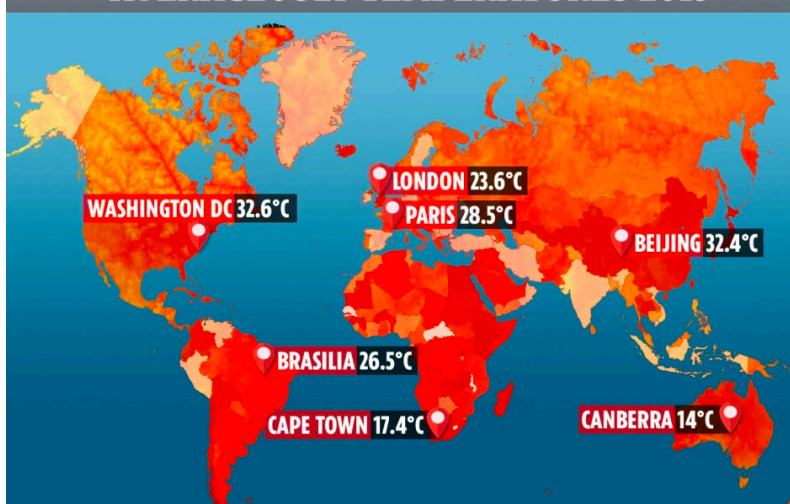 LONDON 23.6°C
WASHINGTON DC 32.6°C
PARIS 28.5°C
BEIJING 32.4°C
BRASILIA 26.5°C
CAPE TOWN 17.4°C
CANBERRA 14°C